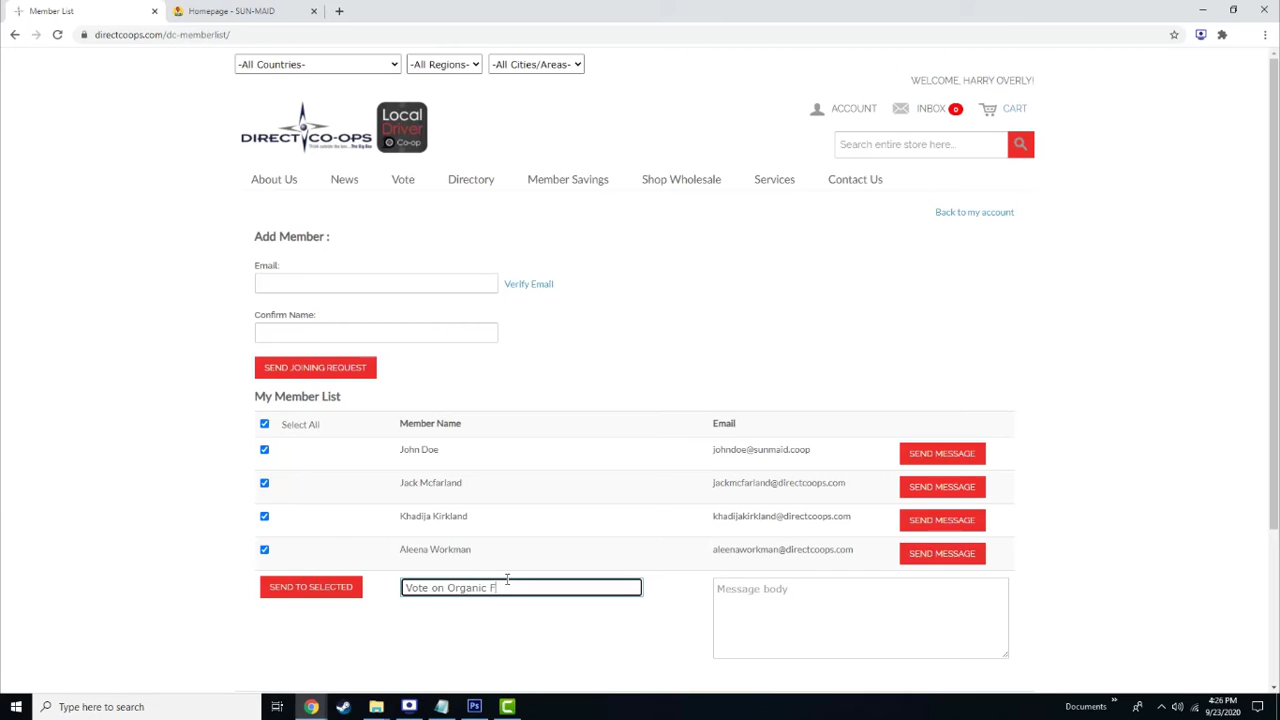 Member List
Homepage - SUN-MAID
directcoops.com/dc-memberlist/
-All Countries-
-All Regions-
-All Cities/Areas-
WELCOME, HARRY OVERLY!
ACCOUNT
INBOX 0
CART
DIRECT CO-OPS
Local
Driver
Co-op
Search entire store here...
About Us
News
Vote
Directory
Member Savings
Shop Wholesale
Services
Contact Us
Back to my account
Add Member :
Email:
Verify Email
Confirm Name:
SEND JOINING REQUEST
My Member List
Select All Member Name Email
John Doe johndoe@sunmaid.coop SEND MESSAGE
Jack Mcfarland jackmcfarland@directcoops.com SEND MESSAGE
Khadija Kirkland khadijakirkland@directcoops.com SEND MESSAGE
Aleena Workman aleenaworkman@directcoops.com SEND MESSAGE
SEND TO SELECTED Vote on Organic F Message body
Type here to search
Documents
4:26 PM
9/23/2020